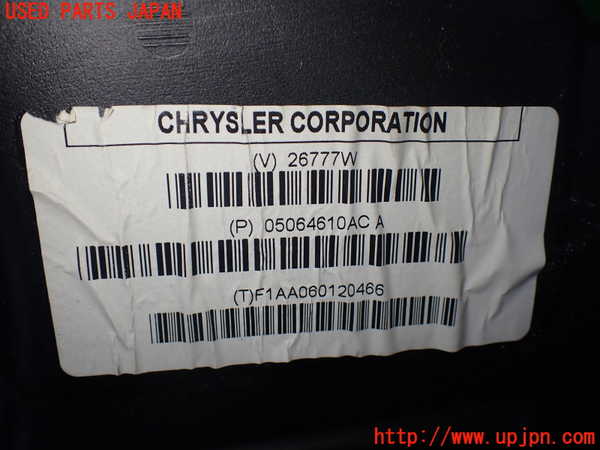 USED PARTS JAPAN
CHRYSLER CORPORATION
(V) 26777W
(P) 05064610AC A
(T)F1AA060120466
http://www.upjpn.com/